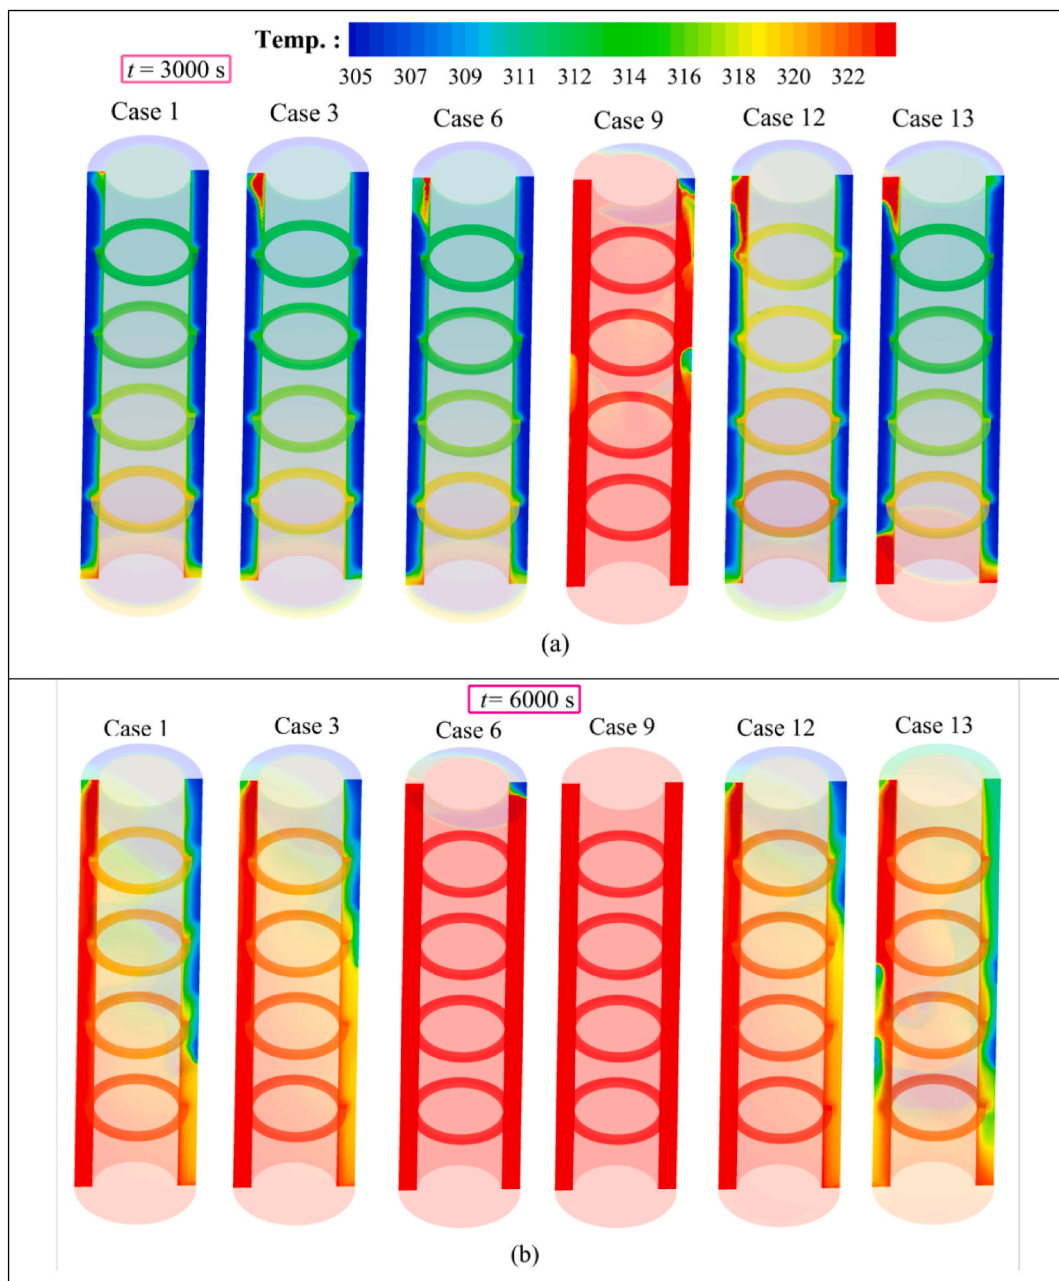 Temp. :
305 307 309 311 312 314 316 318 320 322
t = 3000 s
Case 1 Case 3 Case 6 Case 9 Case 12 Case 13
(a)
t= 6000 s
Case 1 Case 3 Case 6 Case 9 Case 12 Case 13
(b)